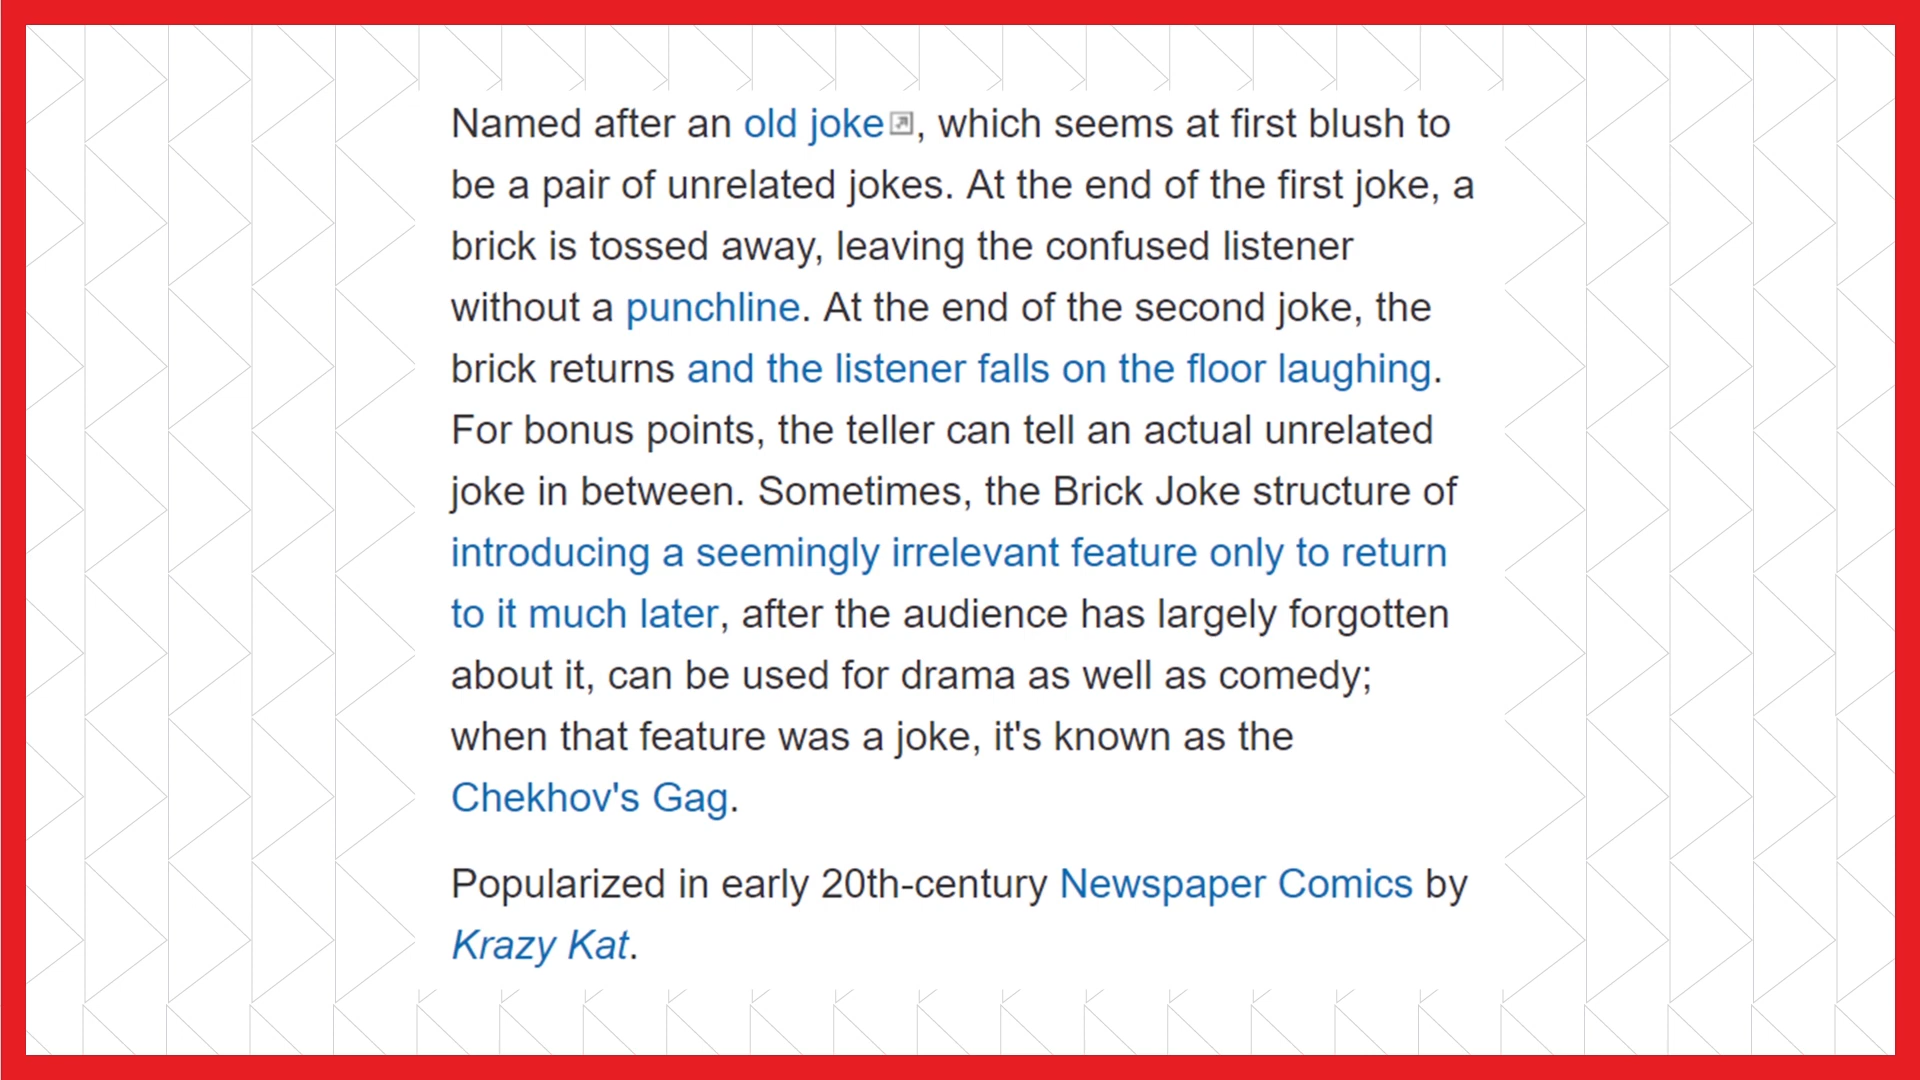 Named after an old joke, which seems at first blush to
be a pair of unrelated jokes. At the end of the first joke, a
brick is tossed away, leaving the confused listener
without a punchline. At the end of the second joke, the
brick returns and the listener falls on the floor laughing.
For bonus points, the teller can tell an actual unrelated
joke in between. Sometimes, the Brick Joke structure of
introducing a seemingly irrelevant feature only to return
to it much later, after the audience has largely forgotten
about it, can be used for drama as well as comedy;
when that feature was a joke, it's known as the
Chekhov's Gag.
Popularized in early 20th-century Newspaper Comics by
Krazy Kat.